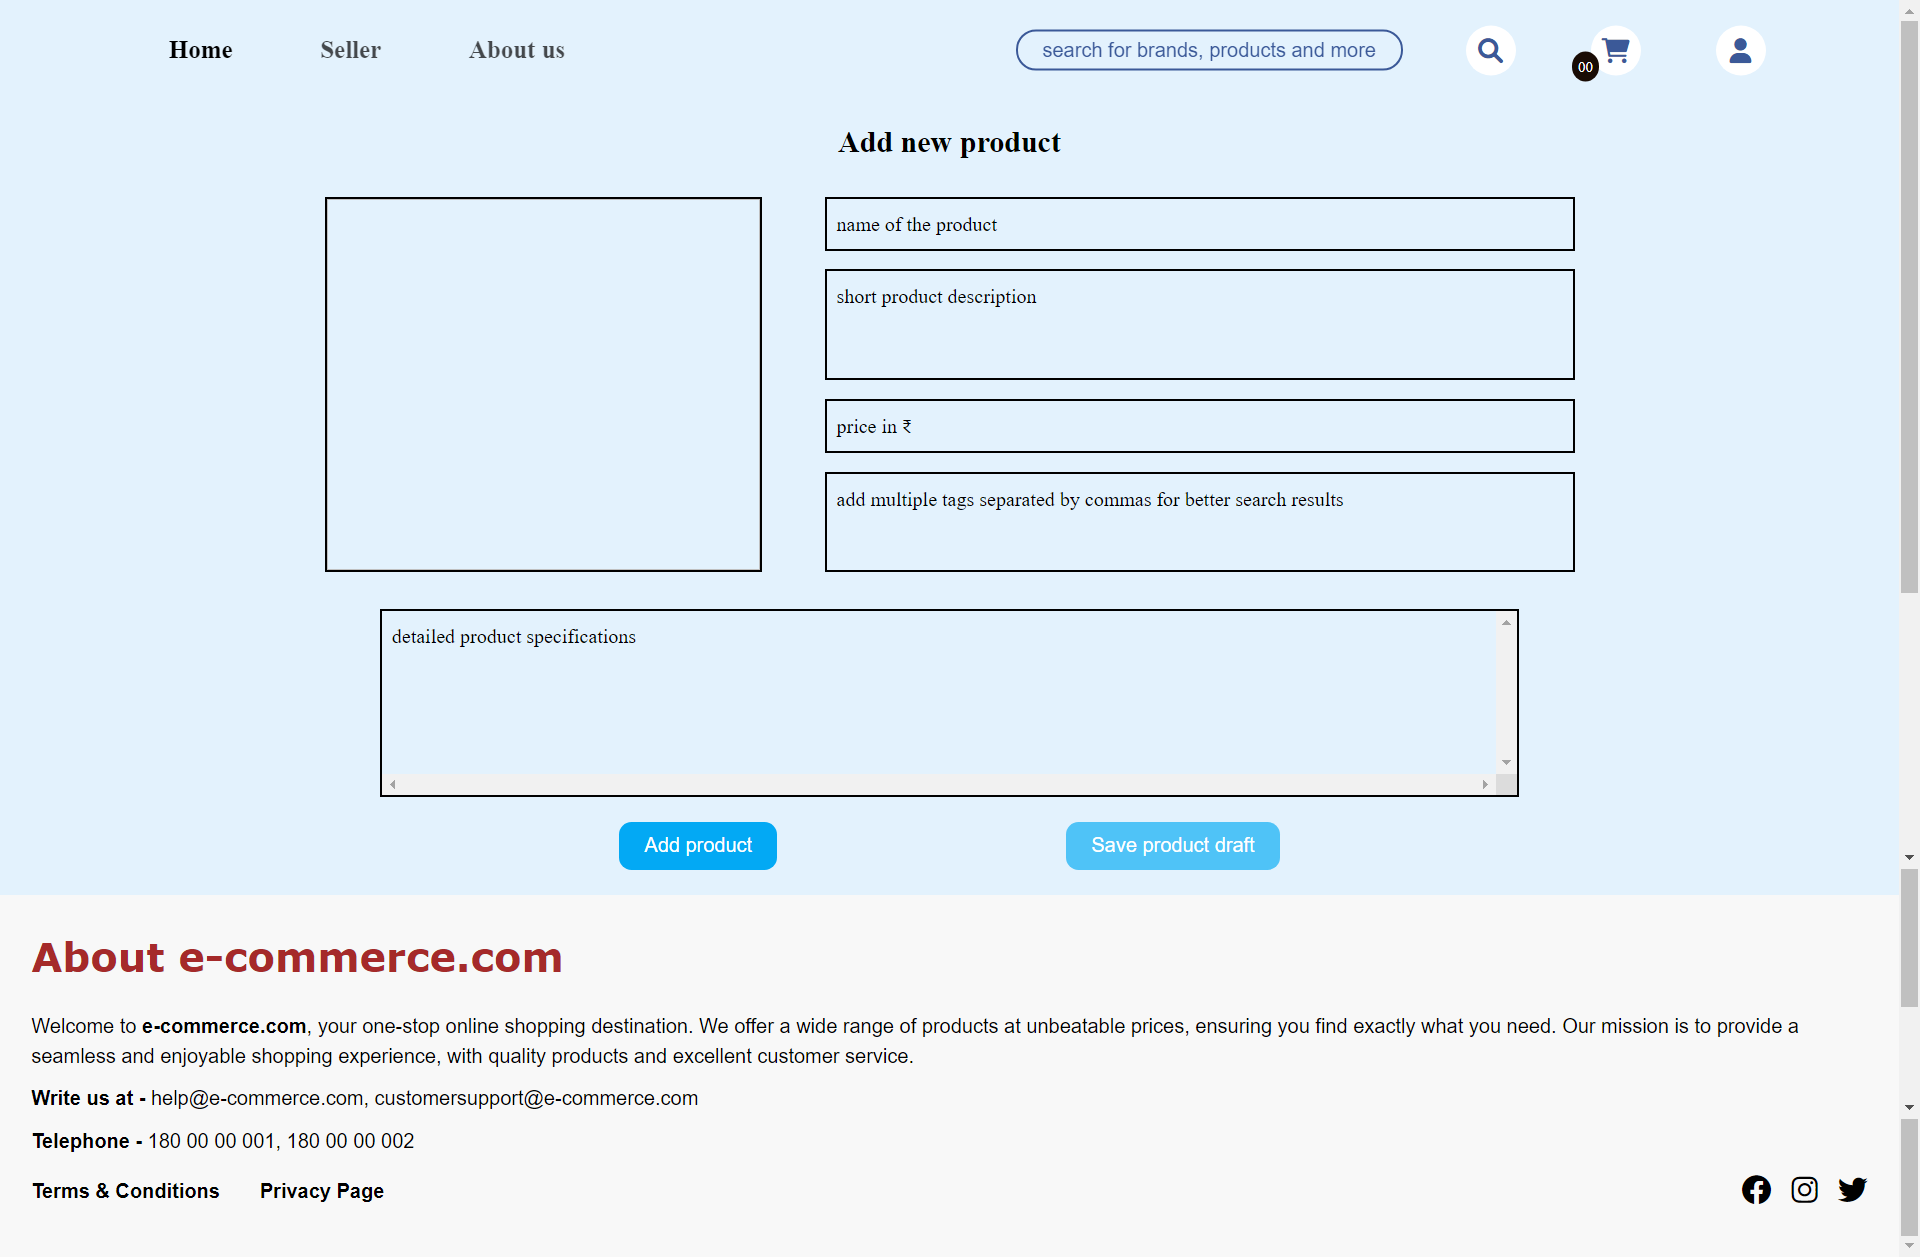 Home Seller About us search for brands, products and more
00
Add new product
name of the product
short product description
price in ₹
add multiple tags separated by commas for better search results
detailed product specifications
Add product Save product draft
About e-commerce.com
Welcome to e-commerce.com, your one-stop online shopping destination. We offer a wide range of products at unbeatable prices, ensuring you find exactly what you need. Our mission is to provide a
seamless and enjoyable shopping experience, with quality products and excellent customer service.
Write us at - help@e-commerce.com, customersupport@e-commerce.com
Telephone - 180 00 00 001, 180 00 00 002
Terms & Conditions Privacy Page